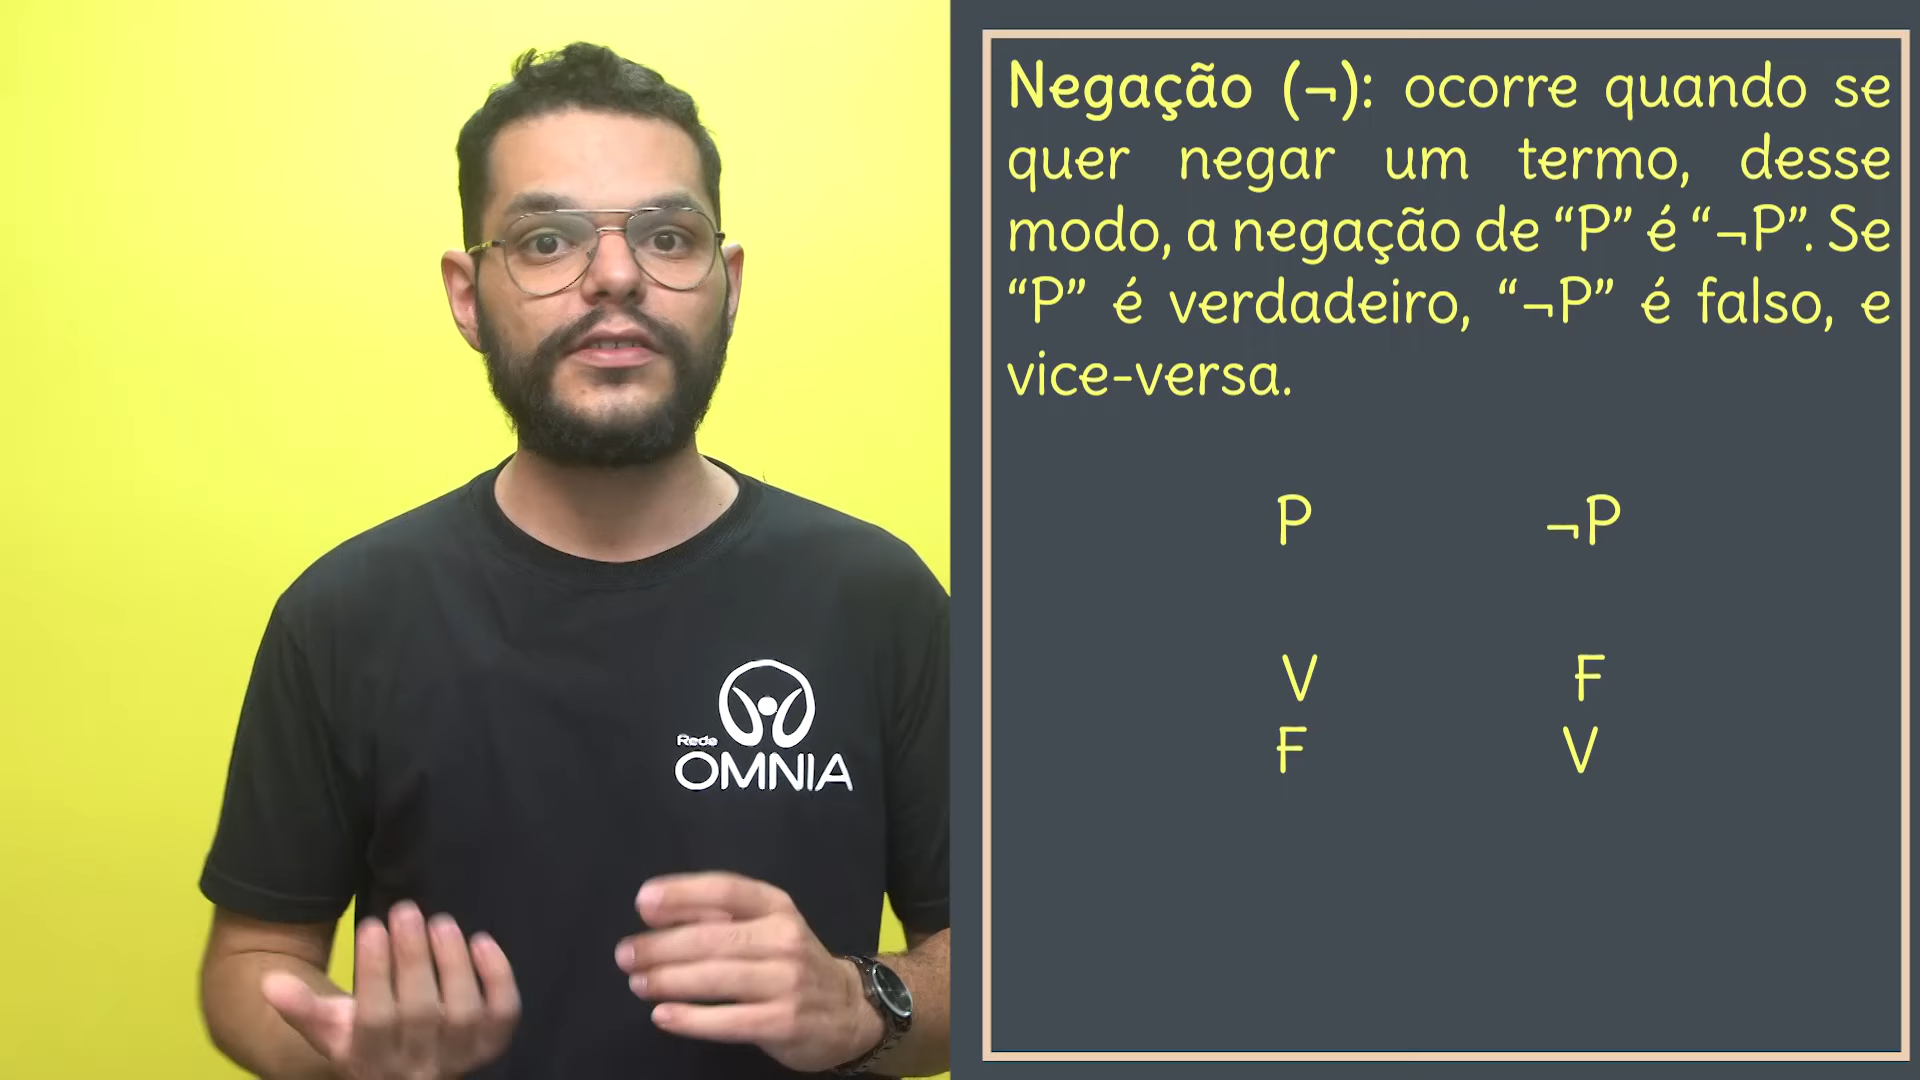 Negação (¬): ocorre quando se
quer negar um termo, desse
modo, a negação de “P” é “¬P”. Se
“P” é verdadeiro, “¬P” é falso, e
vice-versa.
P ¬P
V F
F V
Rede
OMNIA